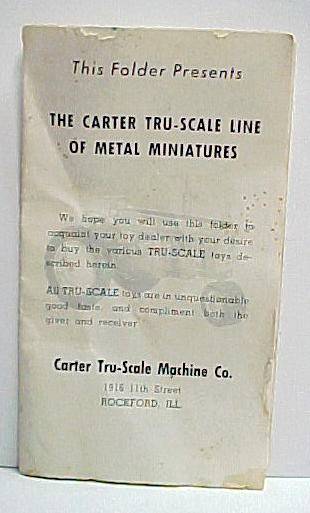 This Folder Presents
THE CARTER TRU-SCALE LINE
OF METAL MINIATURES
We hope you will use this folder to
acquaint your toy dealer with your desire
to buy the various TRU-SCALE toys de-
scribed herein.
All TRU-SCALE toys are in unquestionable
good taste, and compliment both the
giver and receiver.
Carter Tru-Scale Machine Co.
1916 11th Street
ROCKFORD, ILL.